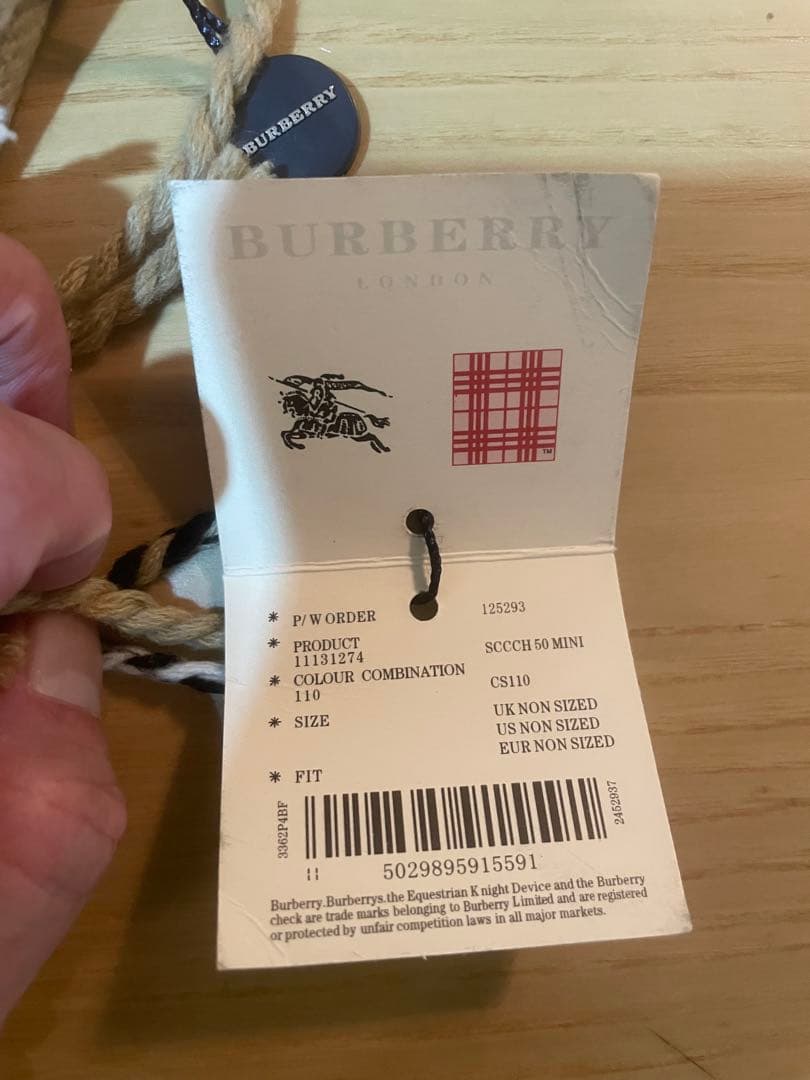 BURBERRY
BURBERRY
LONDON
TM
* P/W ORDER 125293
* PRODUCT SCCCH 50 MINI
11131274
* COLOUR COMBINATION CS110
110
* SIZE UK NON SIZED
US NON SIZED
EUR NON SIZED
* FIT
3362P4BF
2452937
5029895915591
Burberry.Burberrys.the Equestrian Knight Device and the Burberry
check are trade marks belonging to Burberry Limited and are registered
or protected by unfair competition laws in all major markets.